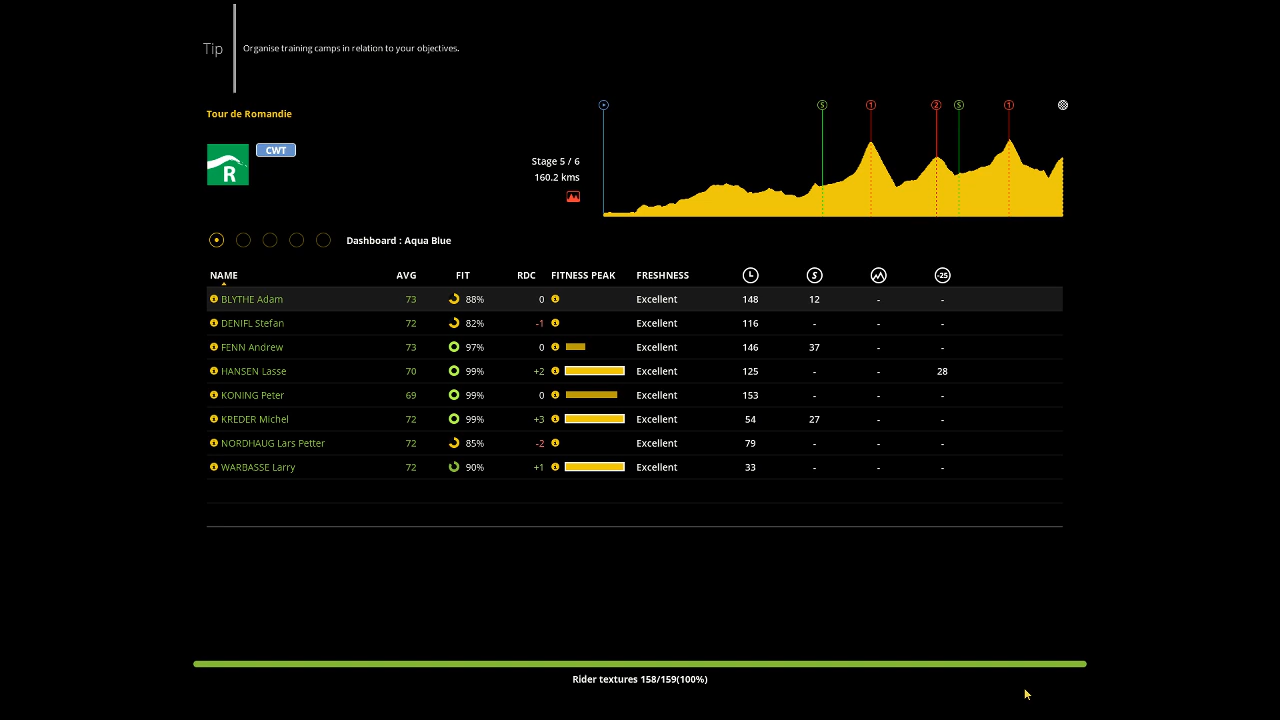 Tip
Organise training camps in relation to your objectives.
Tour de Romandie
R
CWT
Stage 5 / 6
160.2 kms
S 1 2 S 1
Dashboard : Aqua Blue
NAME AVG FIT RDC FITNESS PEAK FRESHNESS S -25
BLYTHE Adam 73 88% 0 Excellent 148 12 - -
DENIFL Stefan 72 82% -1 Excellent 116 - - -
FENN Andrew 73 97% 0 Excellent 146 37 - -
HANSEN Lasse 70 99% +2 Excellent 125 - - 28
KONING Peter 69 99% 0 Excellent 153 - - -
KREDER Michel 72 99% +3 Excellent 54 27 - -
NORDHAUG Lars Petter 72 85% -2 Excellent 79 - - -
WARBASSE Larry 72 90% +1 Excellent 33 - - -
Rider textures 158/159(100%)